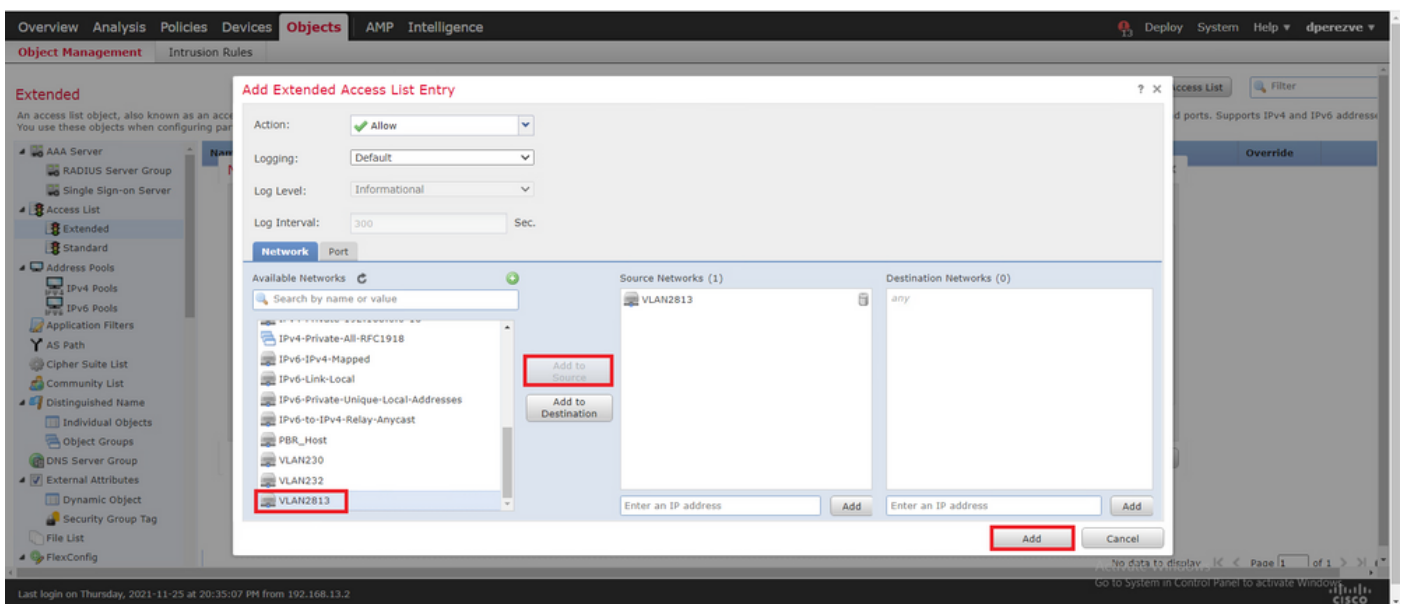 Overview Analysis Policies Devices Objects AMP Intelligence
13 Deploy System Help dperezve
Object Management Intrusion Rules
Extended
An access list object, also known as an acce
You use these objects when configuring par
ccess List
Filter
d ports. Supports IPv4 and IPv6 addresse
AAA Server
RADIUS Server Group
Single Sign-on Server
Access List
Extended
Standard
Address Pools
IPv4 Pools
IPv6 Pools
Application Filters
AS Path
Cipher Suite List
Community List
Distinguished Name
Individual Objects
Object Groups
DNS Server Group
External Attributes
Dynamic Object
Security Group Tag
File List
FlexConfig
Nam
Override
Add Extended Access List Entry
Action: Allow
Logging: Default
Log Level: Informational
Log Interval: 300 Sec.
Network Port
Available Networks
Search by name or value
IPv4-Private-All-RFC1918
IPv6-IPv4-Mapped
IPv6-Link-Local
IPv6-Private-Unique-Local-Addresses
IPv6-to-IPv4-Relay-Anycast
PBR_Host
VLAN230
VLAN232
VLAN2813
Add to
Source
Add to
Destination
Source Networks (1)
VLAN2813
Enter an IP address Add
Destination Networks (0)
any
Enter an IP address Add
Add Cancel
No data to display Page 1 of 1
Activate Windows
Go to System in Control Panel to activate Windows.
Last login on Thursday, 2021-11-25 at 20:35:07 PM from 192.168.13.2
CISCO